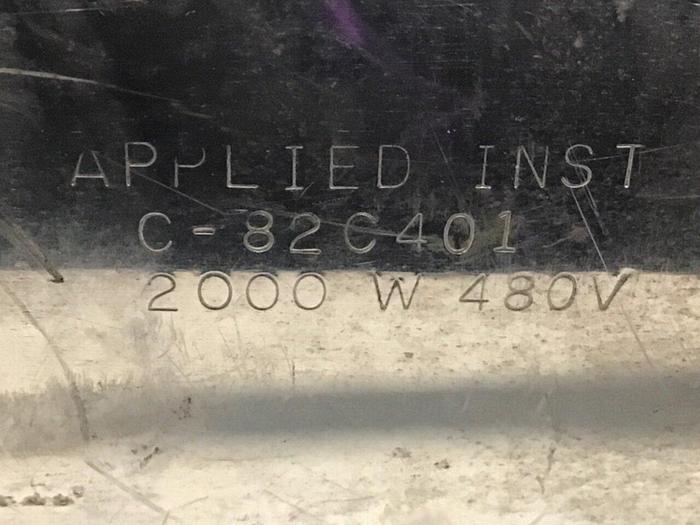 APPLIED INST
C-82C401
2000 W 480V